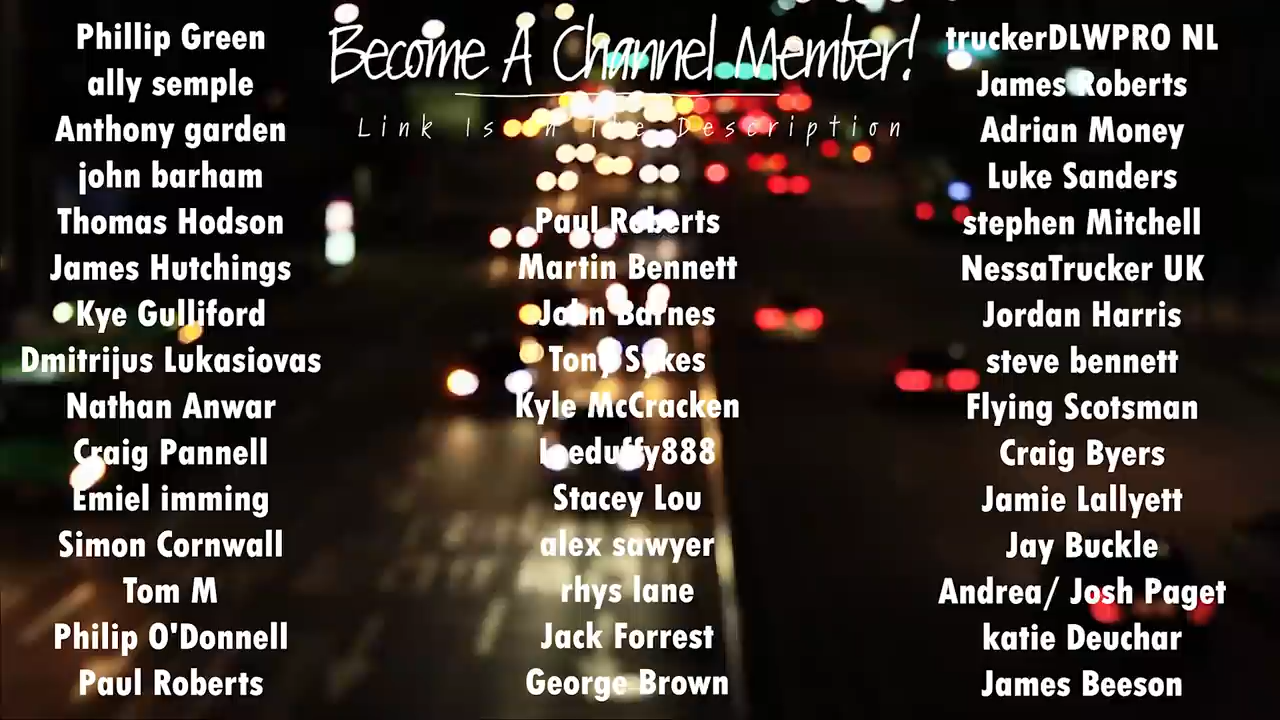 Become A Channel Member!
Link Is In The Description
Phillip Green
ally semple
Anthony garden
john barham
Thomas Hodson
James Hutchings
Kye Gulliford
Dmitrijus Lukasiovas
Nathan Anwar
Craig Pannell
Emiel imming
Simon Cornwall
Tom M
Philip O'Donnell
Paul Roberts
Paul Roberts
Martin Bennett
John Barnes
Tony Sykes
Kyle McCracken
leeduffy888
Stacey Lou
alex sawyer
rhys lane
Jack Forrest
George Brown
truckerDLWPRO NL
James Roberts
Adrian Money
Luke Sanders
stephen Mitchell
NessaTrucker UK
Jordan Harris
steve bennett
Flying Scotsman
Craig Byers
Jamie Lallyett
Jay Buckle
Andrea/ Josh Paget
katie Deuchar
James Beeson